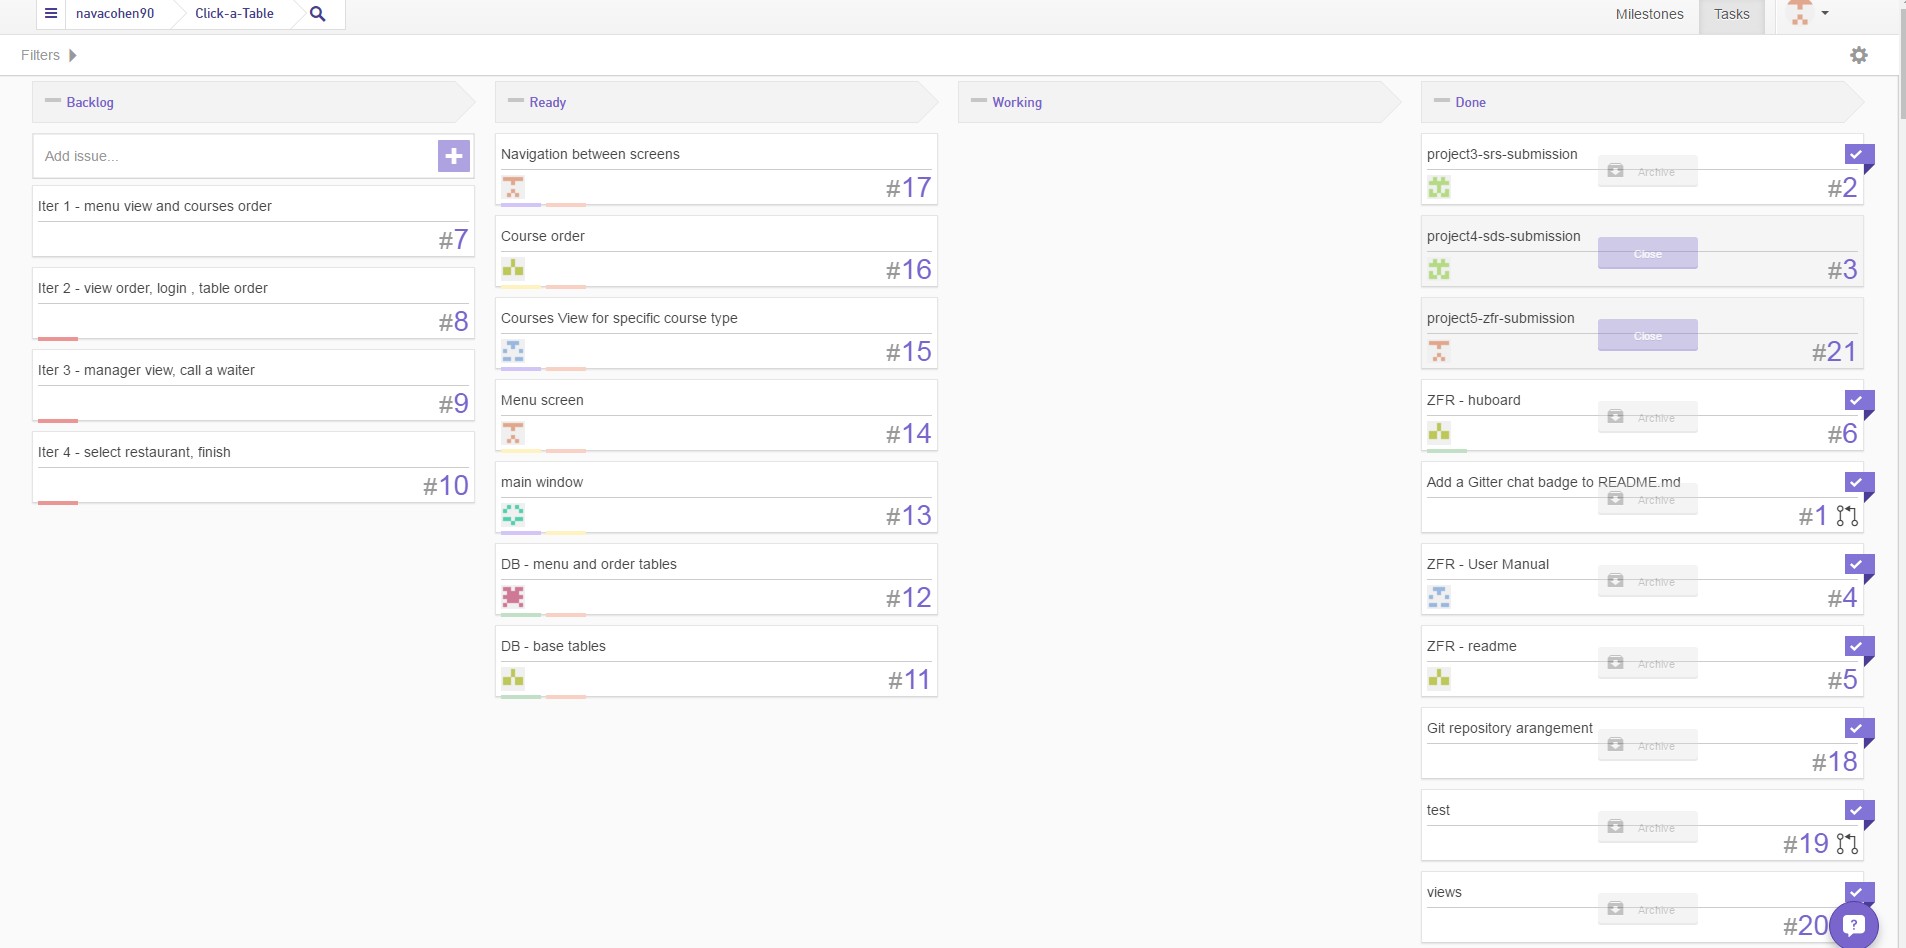 navacohen90 Click-a-Table Milestones Tasks
Filters
Backlog
Add issue...
Iter 1 - menu view and courses order
#7
Iter 2 - view order, login , table order
#8
Iter 3 - manager view, call a waiter
#9
Iter 4 - select restaurant, finish
#10
Ready
Navigation between screens
#17
Course order
#16
Courses View for specific course type
#15
Menu screen
#14
main window
#13
DB - menu and order tables
#12
DB - base tables
#11
Working
Done
project3-srs-submission
Archive
#2
project4-sds-submission
Close
#3
project5-zfr-submission
Close
#21
ZFR - huboard
Archive
#6
Add a Gitter chat badge to README.md
Archive
#1
ZFR - User Manual
Archive
#4
ZFR - readme
Archive
#5
Git repository arangement
Archive
#18
test
Archive
#19
views
Archive
#20
?